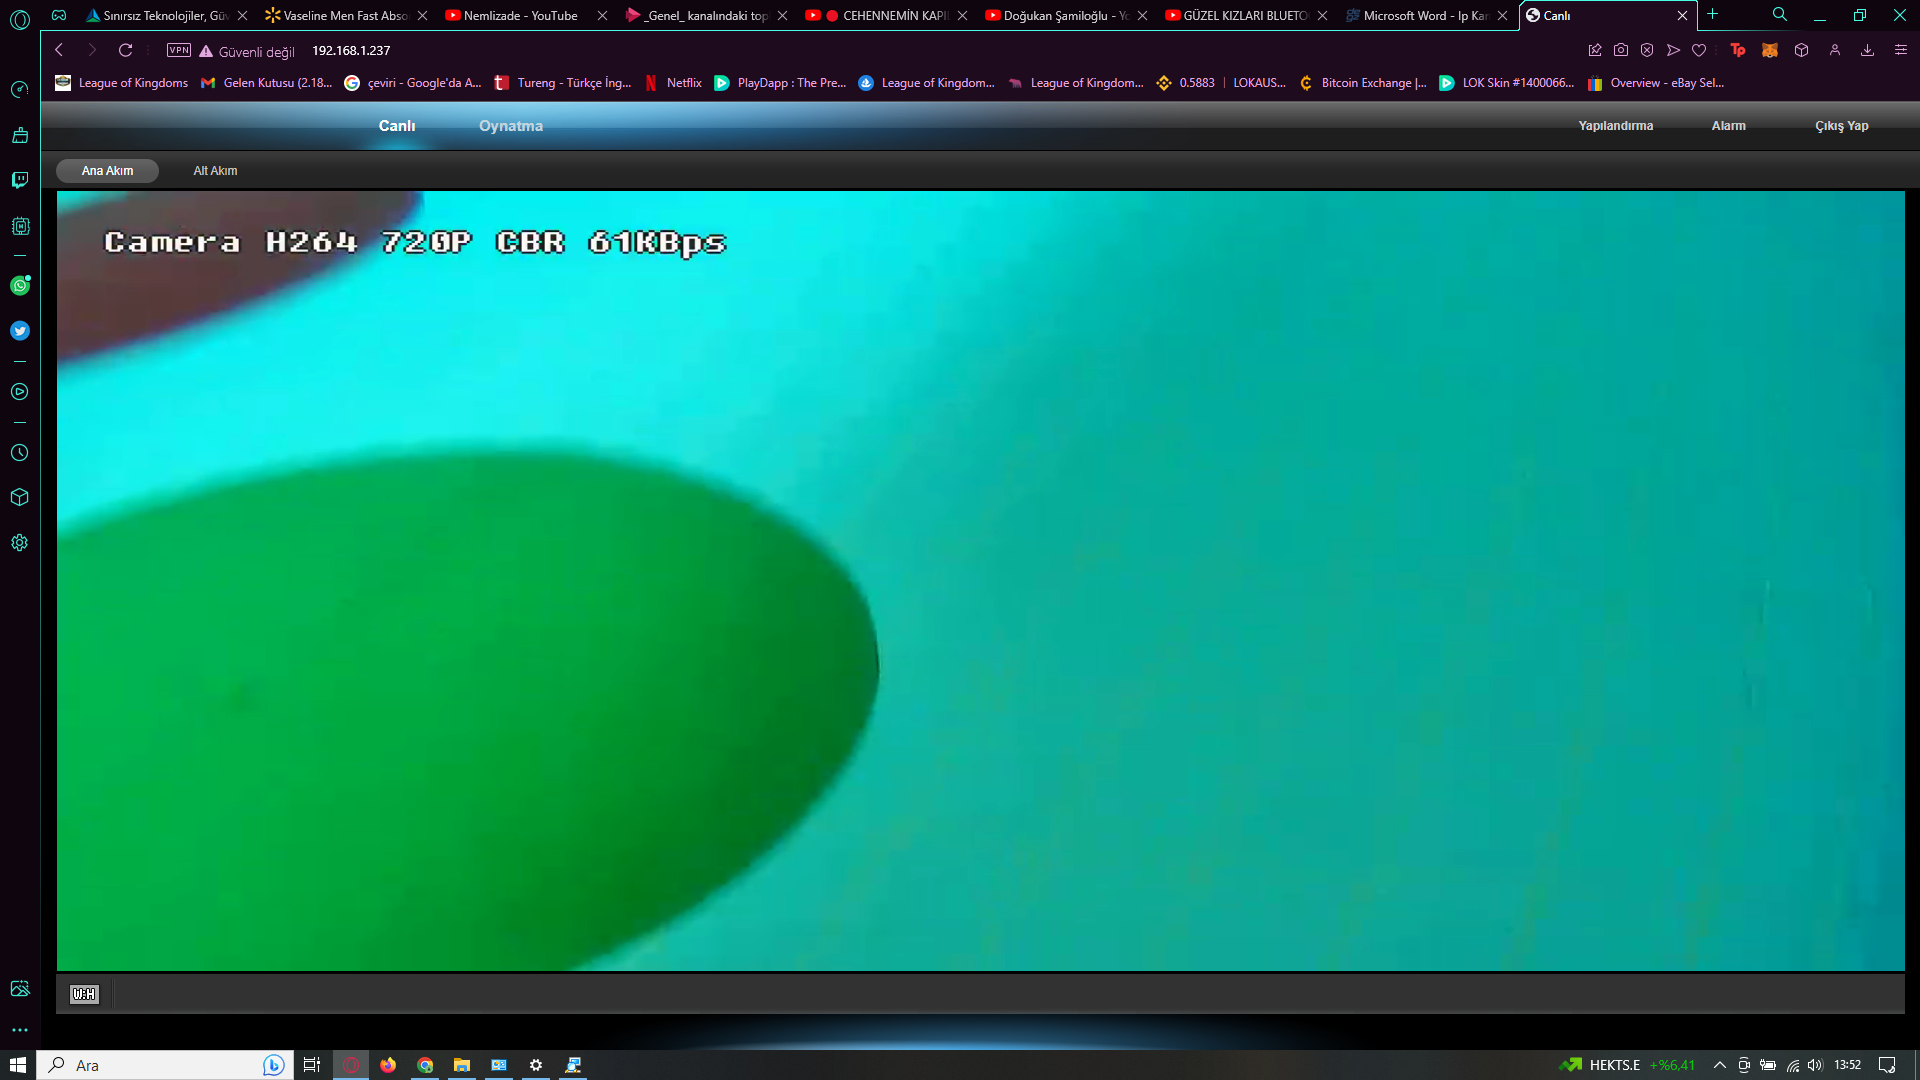 Sınırsız Teknolojiler, Güv
Vaseline Men Fast Abso
Nemlizade - YouTube
_Genel_ kanalındaki top
CEHENNEMİN KAPI
Doğukan Şamiloğlu - Yo
GÜZEL KIZLARI BLUETO
Microsoft Word - Ip Kam
Canlı
VPN
Güvenli değil
192.168.1.237
League of Kingdoms
Gelen Kutusu (2.18...
çeviri - Google'da A...
Tureng - Türkçe İng...
Netflix
PlayDapp : The Pre...
League of Kingdom...
League of Kingdom...
0.5883 | LOKAUS...
Bitcoin Exchange |...
LOK Skin #1400066...
Overview - eBay Sel...
Canlı
Oynatma
Yapılandırma
Alarm
Çıkış Yap
Ana Akım
Alt Akım
Camera H264 720P CBR 61KBps
W:H
Ara
HEKTS.E +%6,41
13:52